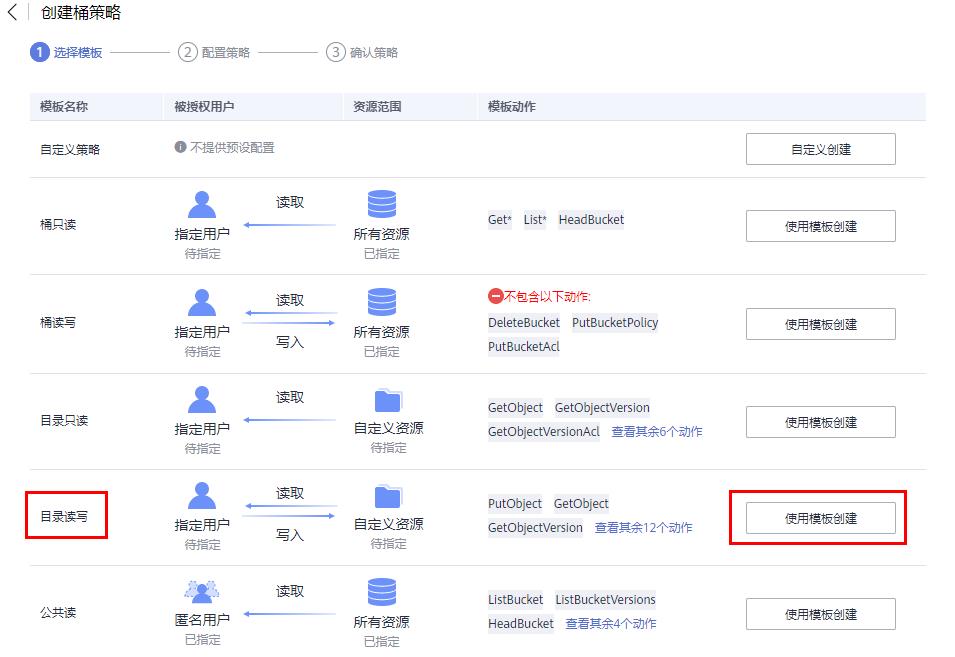 创建桶策略
1 选择模板 2 配置策略 3 确认策略
模板名称 被授权用户 资源范围 模板动作
自定义策略 不提供预设配置 自定义创建
桶只读 指定用户 待指定 读取 所有资源 已指定 Get* List* HeadBucket 使用模板创建
桶读写 指定用户 待指定 读取 写入 所有资源 已指定 不包含以下动作:
DeleteBucket PutBucketPolicy
PutBucketAcl 使用模板创建
目录只读 指定用户 待指定 读取 自定义资源 待指定 GetObject GetObjectVersion
GetObjectVersionAcl 查看其余6个动作 使用模板创建
目录读写 指定用户 待指定 读取 写入 自定义资源 待指定 PutObject GetObject
GetObjectVersion 查看其余12个动作 使用模板创建
公共读 匿名用户 已指定 读取 所有资源 已指定 ListBucket ListBucketVersions
HeadBucket 查看其余4个动作 使用模板创建